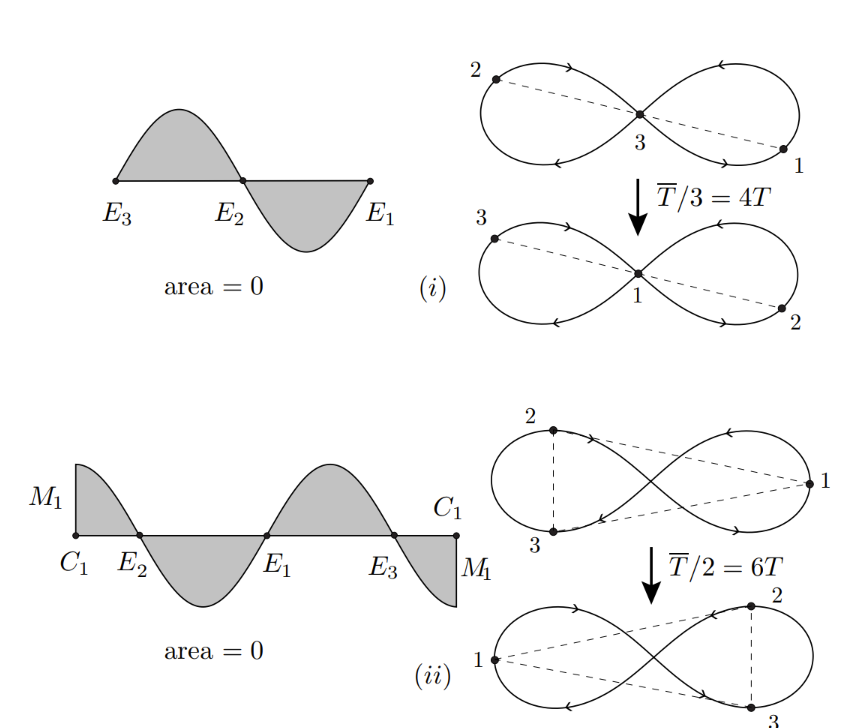 2
3
1
E₃ E₂ E₁
T̅/3 = 4T
3
1
2
area = 0
(i)
2
1
3
M₁
C₁
C₁ E₂ E₁ E₃ M₁
T̅/2 = 6T
2
1
3
area = 0
(ii)